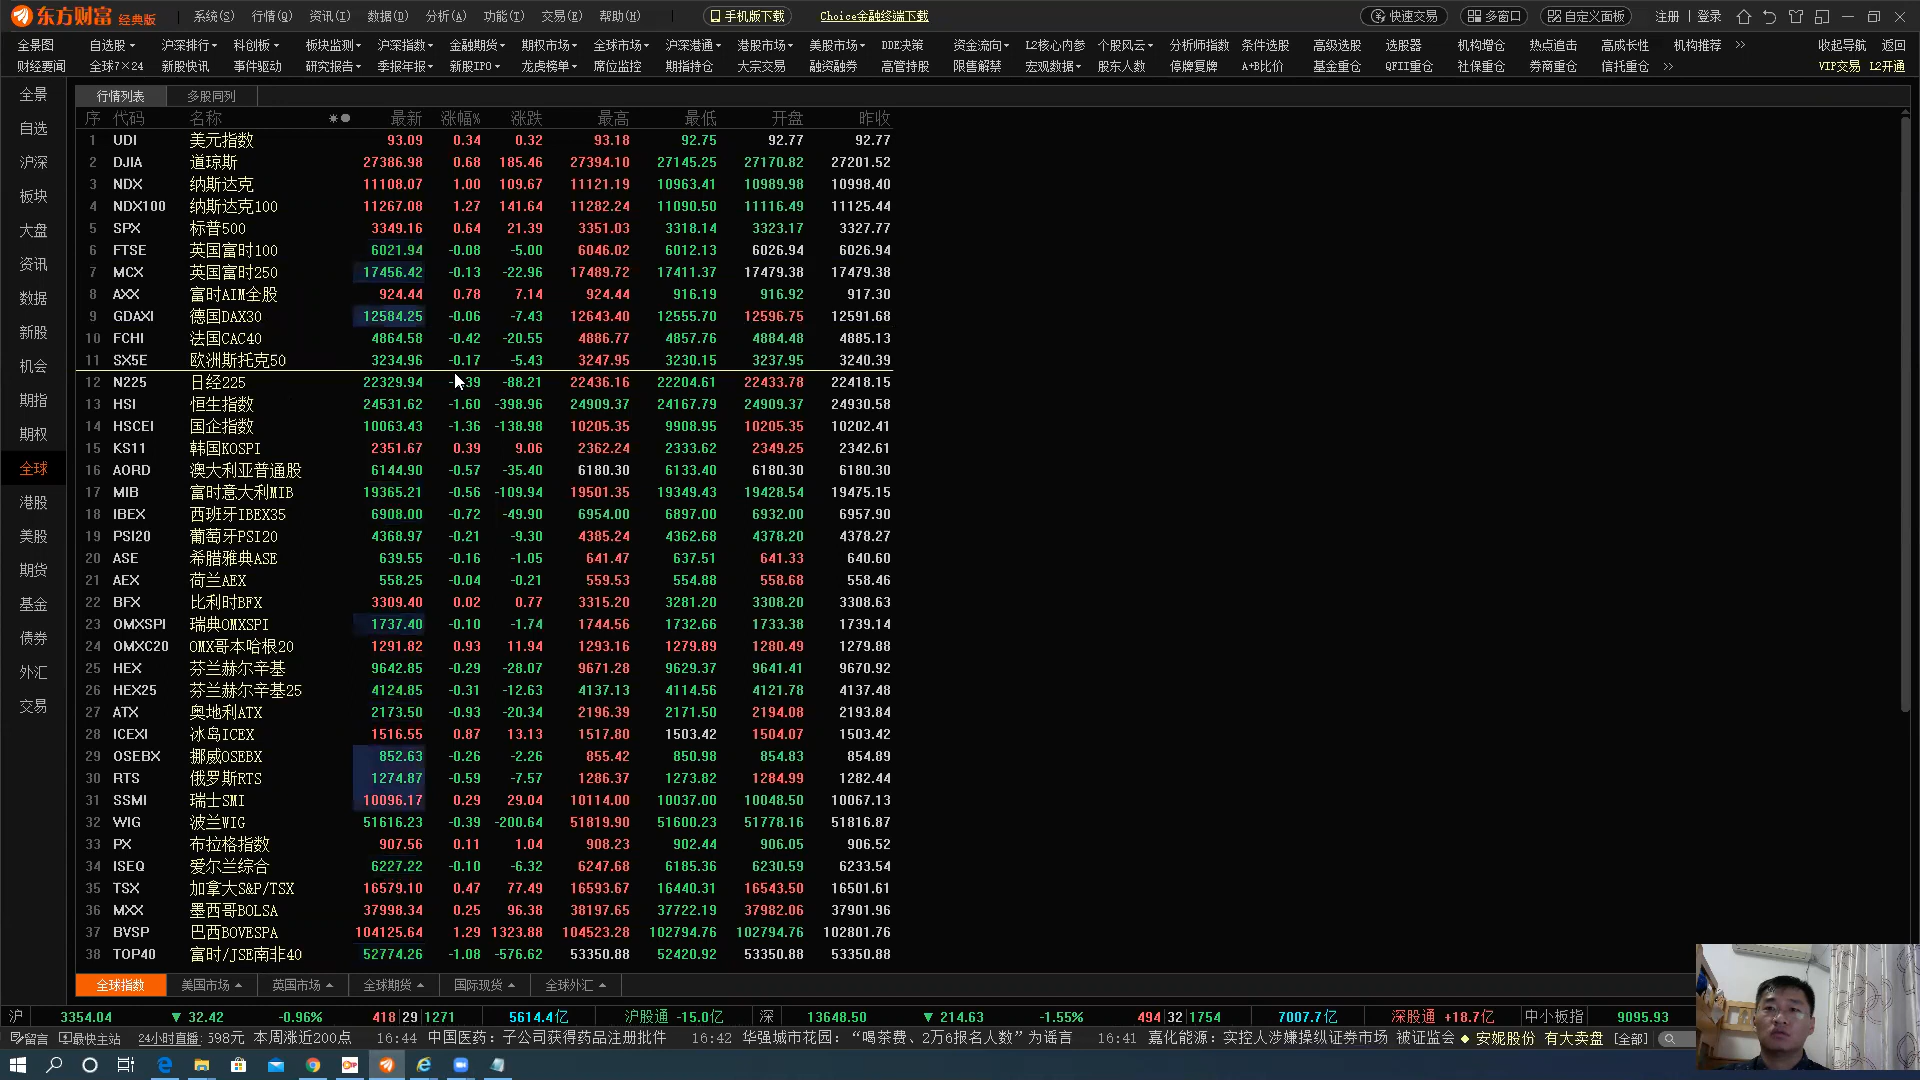 东方财富 经典版 系统(S) 行情(Q) 资讯(I) 数据(D) 分析(A) 功能(T) 交易(E) 帮助(H) 手机版下载 Choice金融终端下载 快速交易 多窗口 自定义面板 注册 登录
全景图 自选股 沪深排行 科创板 板块监测 沪深指数 金融期货 期权市场 全球市场 沪深港通 港股市场 美股市场 DDE决策 资金流向 L2核心内参 个股风云 分析师指数 条件选股 高级选股 选股器 机构增仓 热点追击 高成长性 机构推荐 收起导航 返回
财经要闻 全球7×24 新股快讯 事件驱动 研究报告 季报年报 新股IPO 龙虎榜单 席位监控 期指持仓 大宗交易 融资融券 高管持股 限售解禁 宏观数据 股东人数 停牌复牌 A+B比价 基金重仓 QFII重仓 社保重仓 券商重仓 信托重仓 VIP交易 L2开通
全景
自选
沪深
板块
大盘
资讯
数据
新股
机会
期指
期权
全球
港股
美股
期货
基金
债券
外汇
交易
行情列表 多股同列
序 代码 名称 最新 涨幅% 涨跌 最高 最低 开盘 昨收
1 UDI 美元指数 93.09 0.34 0.32 93.18 92.75 92.77 92.77
2 DJIA 道琼斯 27386.98 0.68 185.46 27394.10 27145.25 27170.82 27201.52
3 NDX 纳斯达克 11108.07 1.00 109.67 11121.19 10963.41 10989.98 10998.40
4 NDX100 纳斯达克100 11267.08 1.27 141.64 11282.24 11090.50 11116.49 11125.44
5 SPX 标普500 3349.16 0.64 21.39 3351.03 3318.14 3323.17 3327.77
6 FTSE 英国富时100 6021.94 -0.08 -5.00 6046.02 6012.13 6026.94 6026.94
7 MCX 英国富时250 17456.42 -0.13 -22.96 17489.72 17411.37 17479.38 17479.38
8 AXX 富时AIM全股 924.44 0.78 7.14 924.44 916.19 916.92 917.30
9 GDAXI 德国DAX30 12584.25 -0.06 -7.43 12643.40 12555.70 12596.75 12591.68
10 FCHI 法国CAC40 4864.58 -0.42 -20.55 4886.77 4857.76 4884.48 4885.13
11 SX5E 欧洲斯托克50 3234.96 -0.17 -5.43 3247.95 3230.15 3237.95 3240.39
12 N225 日经225 22329.94 39 -88.21 22436.16 22204.61 22433.78 22418.15
13 HSI 恒生指数 24531.62 -1.60 -398.96 24909.37 24167.79 24909.37 24930.58
14 HSCEI 国企指数 10063.43 -1.36 -138.98 10205.35 9908.95 10205.35 10202.41
15 KS11 韩国KOSPI 2351.67 0.39 9.06 2362.24 2333.62 2349.25 2342.61
16 AORD 澳大利亚普通股 6144.90 -0.57 -35.40 6180.30 6133.40 6180.30 6180.30
17 MIB 富时意大利MIB 19365.21 -0.56 -109.94 19501.35 19349.43 19428.54 19475.15
18 IBEX 西班牙IBEX35 6908.00 -0.72 -49.90 6954.00 6897.00 6932.00 6957.90
19 PSI20 葡萄牙PSI20 4368.97 -0.21 -9.30 4385.24 4362.68 4378.20 4378.27
20 ASE 希腊雅典ASE 639.55 -0.16 -1.05 641.47 637.51 641.33 640.60
21 AEX 荷兰AEX 558.25 -0.04 -0.21 559.53 554.88 558.68 558.46
22 BFX 比利时BFX 3309.40 0.02 0.77 3315.20 3281.20 3308.20 3308.63
23 OMXSPI 瑞典OMXSPI 1737.40 -0.10 -1.74 1744.56 1732.66 1733.38 1739.14
24 OMXC20 OMX哥本哈根20 1291.82 0.93 11.94 1293.16 1279.89 1280.49 1279.88
25 HEX 芬兰赫尔辛基 9642.85 -0.29 -28.07 9671.28 9629.37 9641.41 9670.92
26 HEX25 芬兰赫尔辛基25 4124.85 -0.31 -12.63 4137.13 4114.56 4121.78 4137.48
27 ATX 奥地利ATX 2173.50 -0.93 -20.34 2196.39 2171.50 2194.08 2193.84
28 ICEXI 冰岛ICEX 1516.55 0.87 13.13 1517.80 1503.42 1504.07 1503.42
29 OSEBX 挪威OSEBX 852.63 -0.26 -2.26 855.42 850.98 854.83 854.89
30 RTS 俄罗斯RTS 1274.87 -0.59 -7.57 1286.37 1273.82 1284.99 1282.44
31 SSMI 瑞士SMI 10096.17 0.29 29.04 10114.00 10037.00 10048.50 10067.13
32 WIG 波兰WIG 51616.23 -0.39 -200.64 51819.90 51600.23 51778.16 51816.87
33 PX 布拉格指数 907.56 0.11 1.04 908.23 902.44 906.05 906.52
34 ISEQ 爱尔兰综合 6227.22 -0.10 -6.32 6247.68 6185.36 6230.59 6233.54
35 TSX 加拿大S&P/TSX 16579.10 0.47 77.49 16593.67 16440.31 16543.50 16501.61
36 MXX 墨西哥BOLSA 37998.34 0.25 96.38 38197.65 37722.19 37982.06 37901.96
37 BVSP 巴西BOVESPA 104125.64 1.29 1323.88 104523.28 102794.76 102794.76 102801.76
38 TOP40 富时/JSE南非40 52774.26 -1.08 -576.62 53350.88 52420.92 53350.88 53350.88
全球指数 美国市场 英国市场 全球期货 国际现货 全球外汇
沪 3354.04 ▼ 32.42 -0.96% 418 29 1271 5614.4亿 沪股通 -15.0亿 深 13648.50 ▼ 214.63 -1.55% 494 32 1754 7007.7亿 深股通 +18.7亿 中小板指 9095.93
留言 最快主站 24小时直播: 598元 本周涨近200点 16:44 中国医药：子公司获得药品注册批件 16:42 华强城市花园：“喝茶费、2万6报名人数”为谣言 16:41 嘉化能源：实控人涉嫌操纵证券市场 被证监会 ◆ 安妮股份 有大卖盘 [全部]